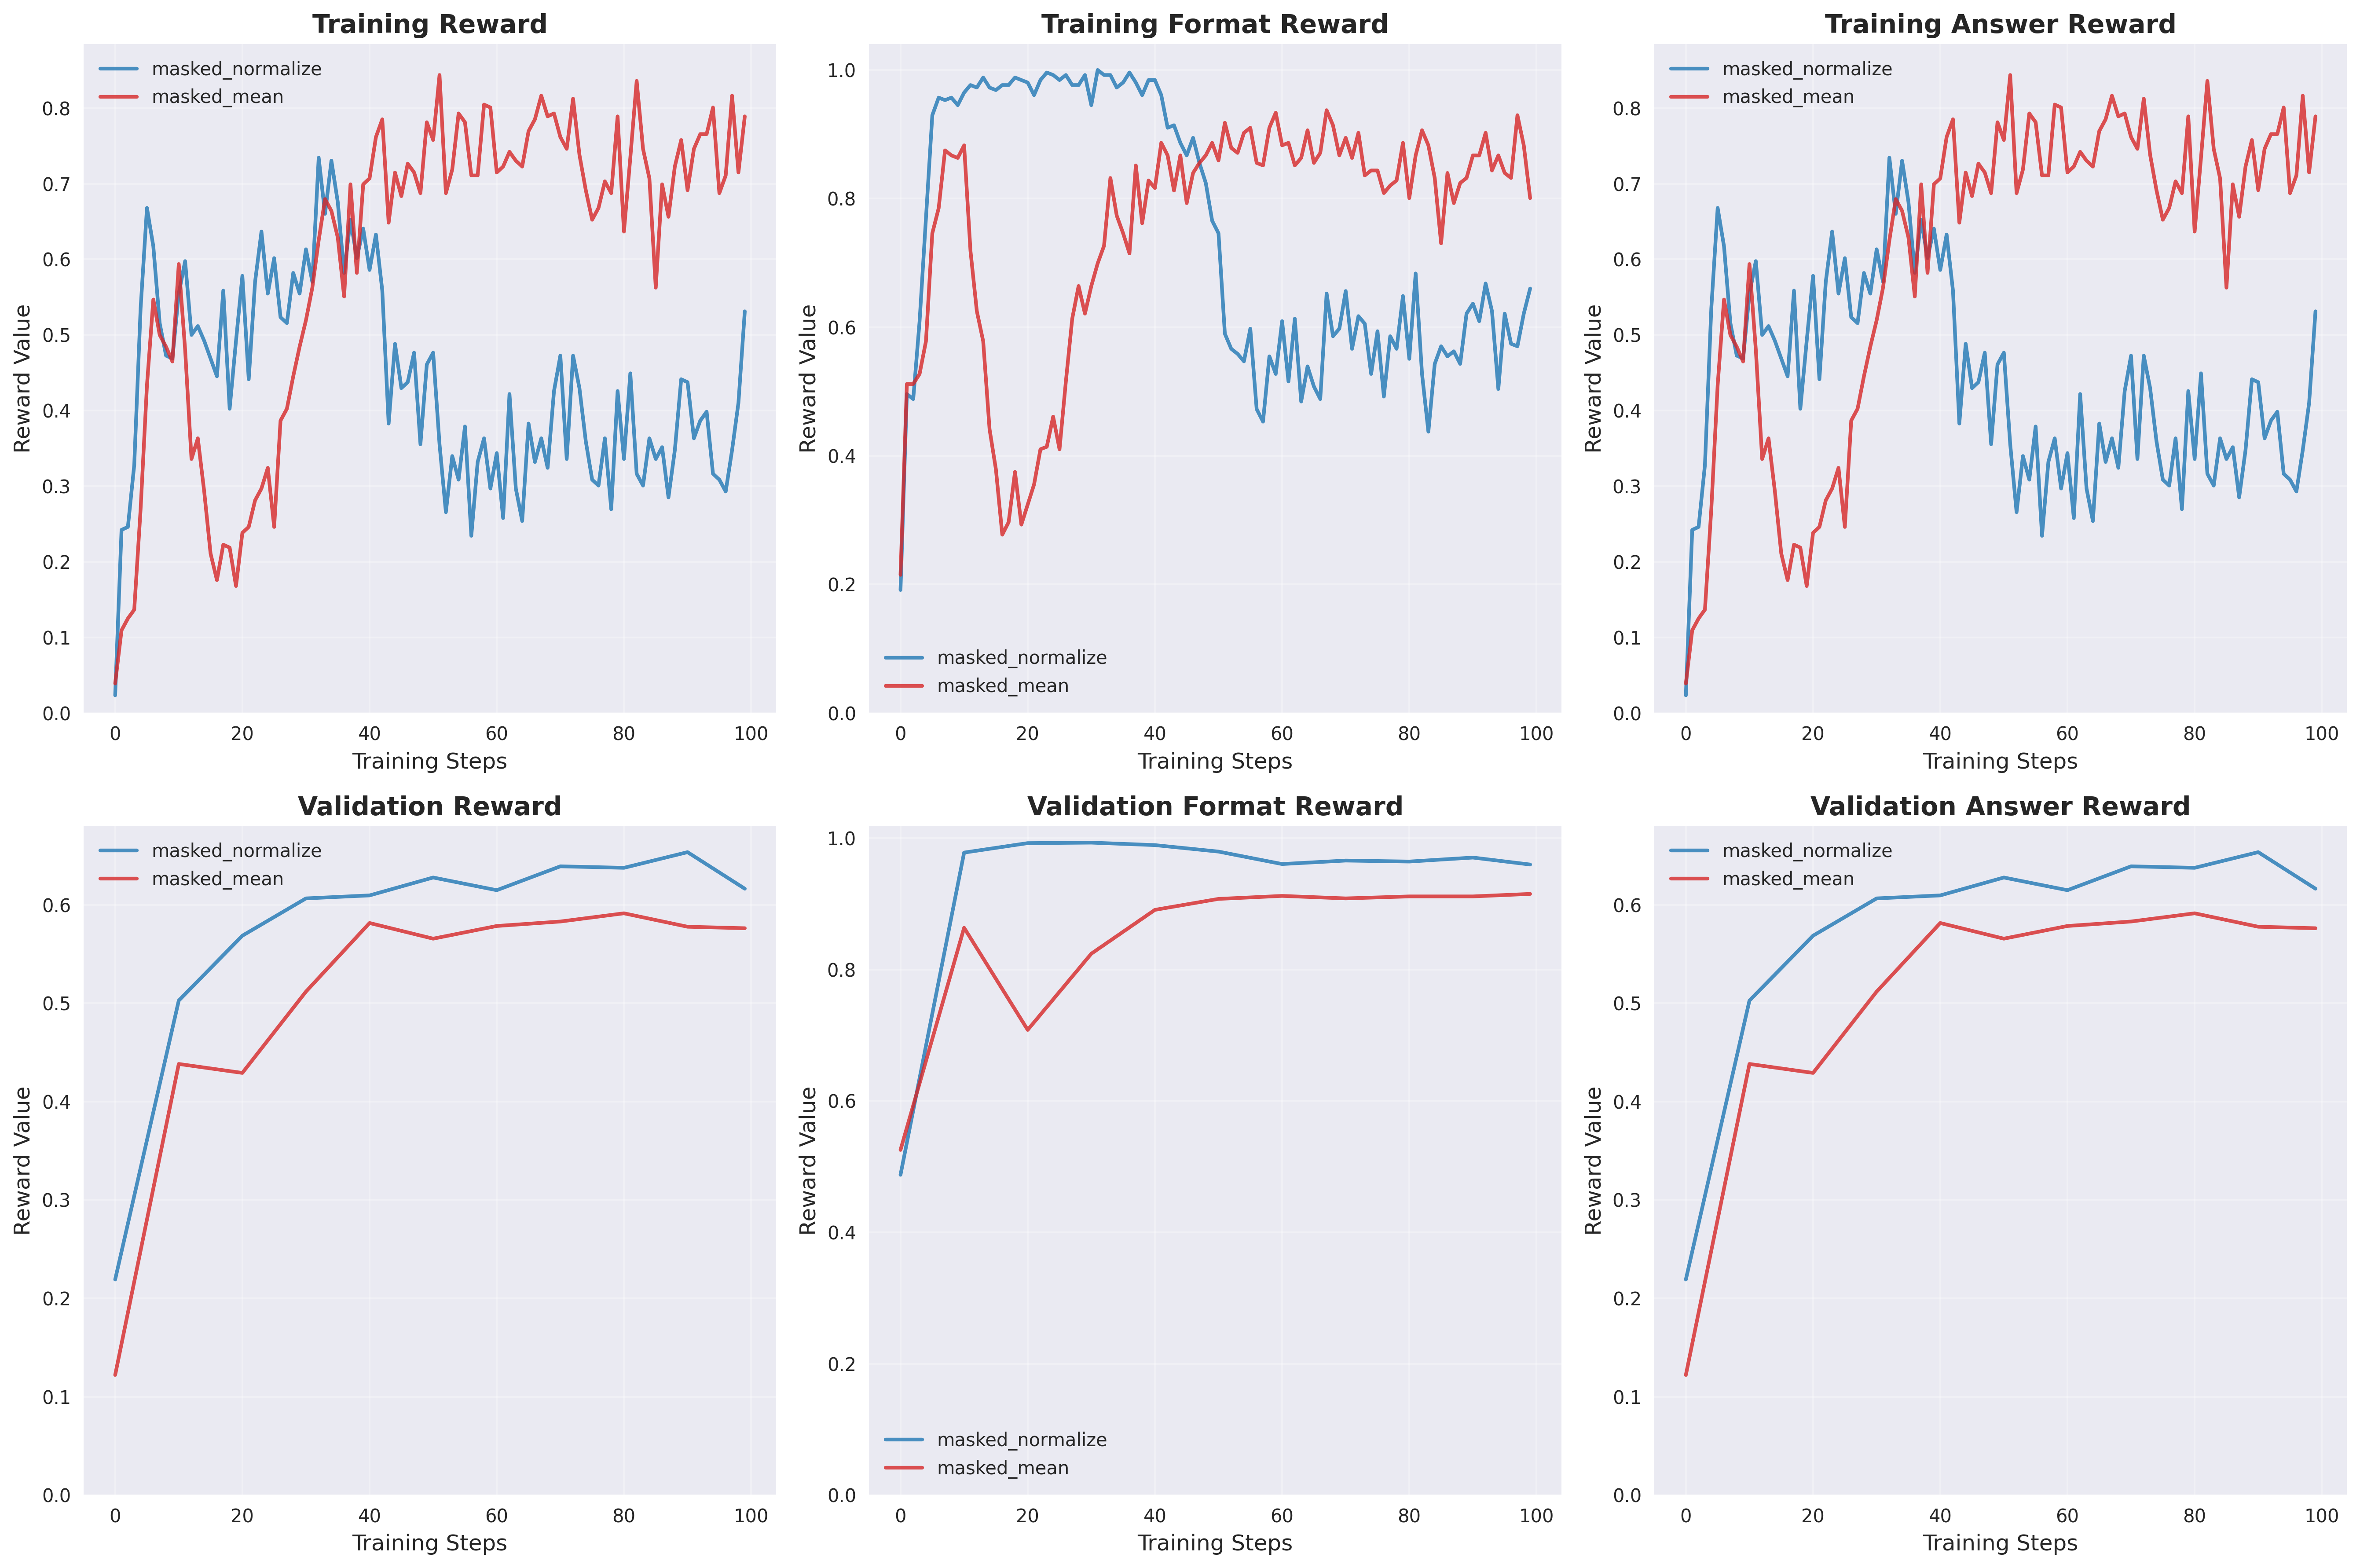 Training Reward
Reward Value
0.8
0.7
0.6
0.5
0.4
0.3
0.2
0.1
0.0
masked_normalize
masked_mean
0 20 40 60 80 100
Training Steps
Training Format Reward
Reward Value
1.0
0.8
0.6
0.4
0.2
0.0
masked_normalize
masked_mean
0 20 40 60 80 100
Training Steps
Training Answer Reward
Reward Value
0.8
0.7
0.6
0.5
0.4
0.3
0.2
0.1
0.0
masked_normalize
masked_mean
0 20 40 60 80 100
Training Steps
Validation Reward
Reward Value
0.6
0.5
0.4
0.3
0.2
0.1
0.0
masked_normalize
masked_mean
0 20 40 60 80 100
Training Steps
Validation Format Reward
Reward Value
1.0
0.8
0.6
0.4
0.2
0.0
masked_normalize
masked_mean
0 20 40 60 80 100
Training Steps
Validation Answer Reward
Reward Value
0.6
0.5
0.4
0.3
0.2
0.1
0.0
masked_normalize
masked_mean
0 20 40 60 80 100
Training Steps